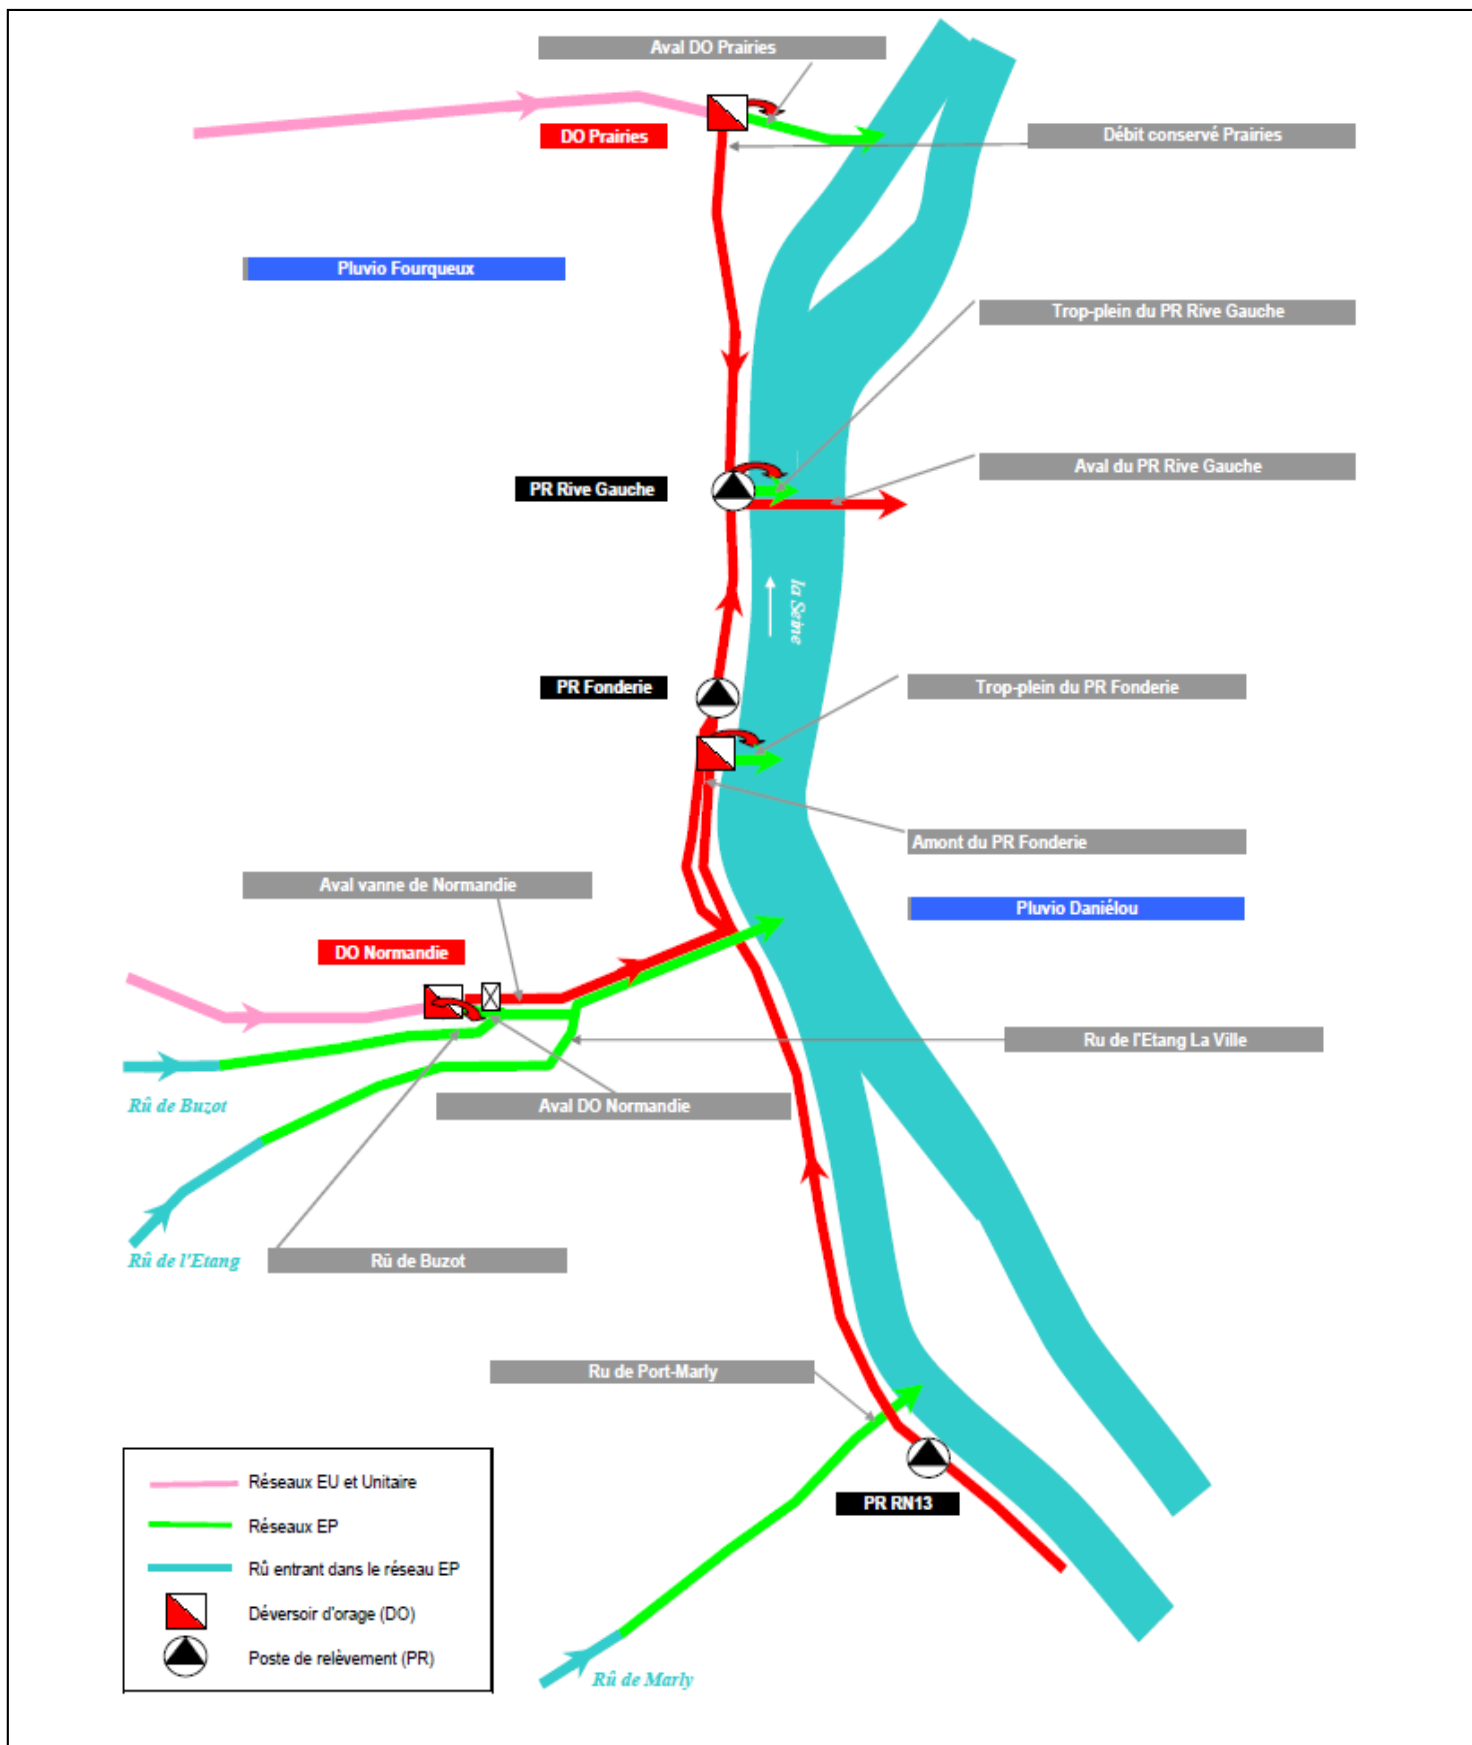 Aval DO Prairies
DO Prairies
Débit conservé Prairies
Pluvio Fourqueux
Trop-plein du PR Rive Gauche
Aval du PR Rive Gauche
PR Rive Gauche
la Seine
PR Fonderie
Trop-plein du PR Fonderie
Amont du PR Fonderie
Aval vanne de Normandie
Pluvio Daniélou
DO Normandie
Ru de l'Etang La Ville
Rû de Buzot
Aval DO Normandie
Rû de l'Etang
Rû de Buzot
Ru de Port-Marly
PR RN13
Réseaux EU et Unitaire
Réseaux EP
Rû entrant dans le réseau EP
Déversoir d'orage (DO)
Poste de relèvement (PR)
Rû de Marly